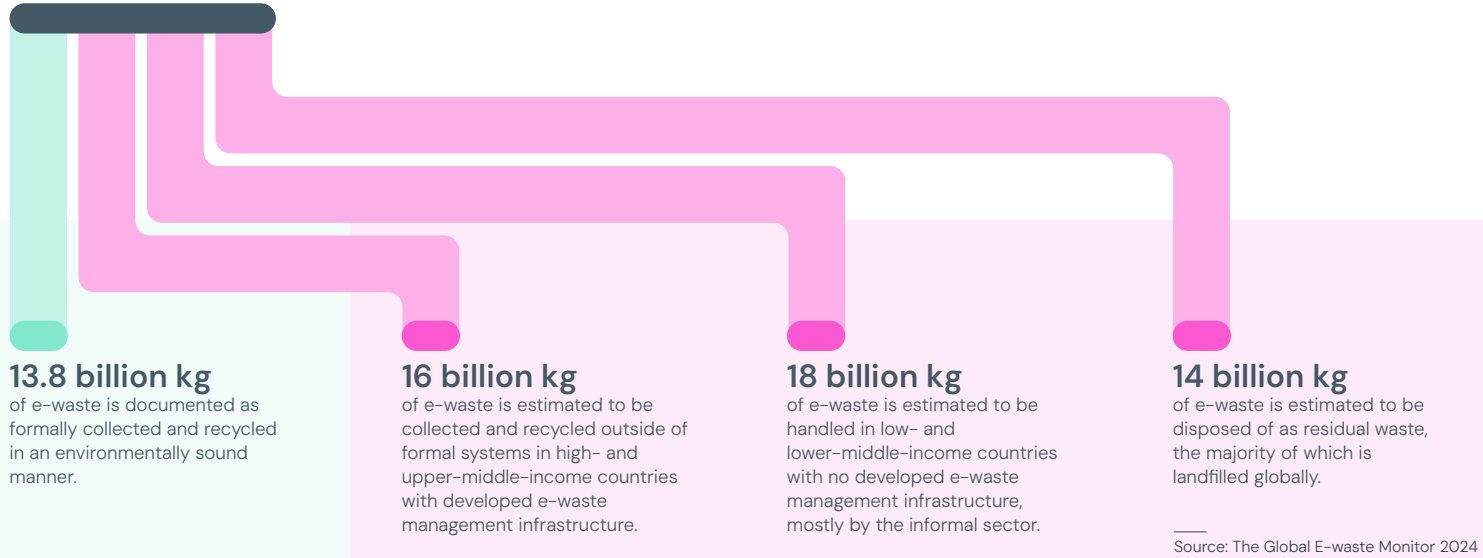 13.8 billion kg
of e-waste is documented as
formally collected and recycled
in an environmentally sound
manner.
16 billion kg
of e-waste is estimated to be
collected and recycled outside of
formal systems in high- and
upper-middle-income countries
with developed e-waste
management infrastructure.
18 billion kg
of e-waste is estimated to be
handled in low- and
lower-middle-income countries
with no developed e-waste
management infrastructure,
mostly by the informal sector.
14 billion kg
of e-waste is estimated to be
disposed of as residual waste,
the majority of which is
landfilled globally.
Source: The Global E-waste Monitor 2024